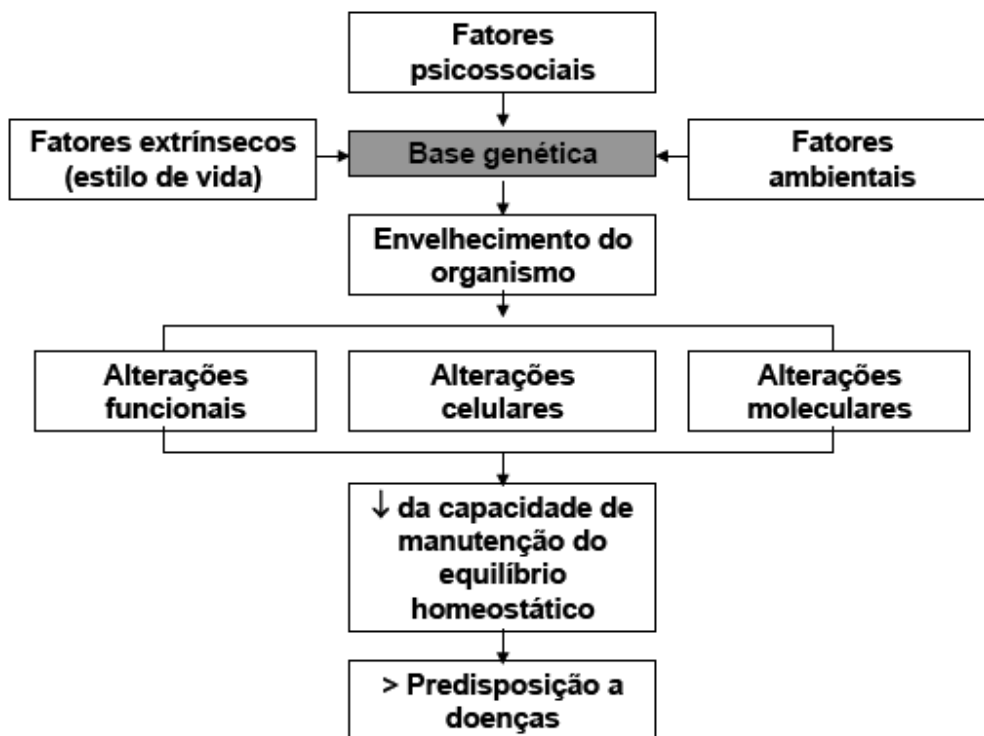 Fatores
psicossociais
Fatores extrínsecos
(estilo de vida)
Base genética
Fatores
ambientais
Envelhecimento do
organismo
Alterações
funcionais
Alterações
celulares
Alterações
moleculares
↓ da capacidade de
manutenção do
equilíbrio
homeostático
> Predisposição a
doenças